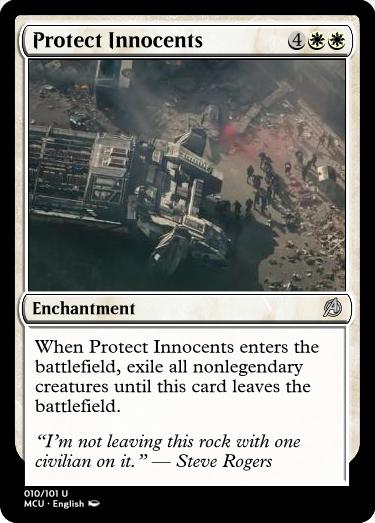 Protect Innocents 4
Enchantment
When Protect Innocents enters the
battlefield, exile all nonlegendary
creatures until this card leaves the
battlefield.
“I’m not leaving this rock with one
civilian on it.” — Steve Rogers
010/101 U
MCU · English